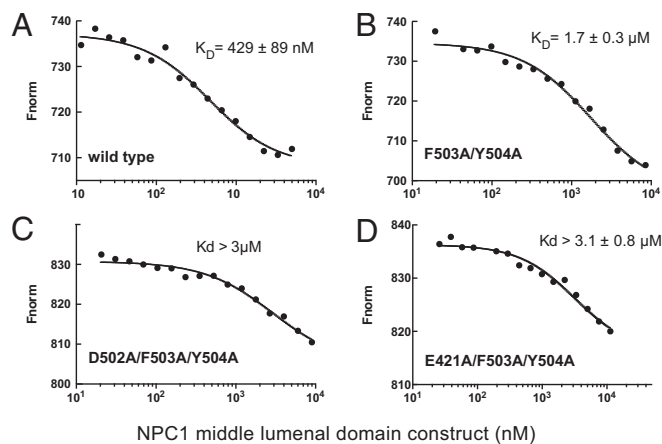 A
B
740
730
720
710
Fnorm
K_D= 429 ± 89 nM
wild type
10¹ 10² 10 10⁴
740
730
720
710
700
Fnorm
K_D= 1.7 ± 0.3 µM
F503A/Y504A
10¹ 10² 10³ 10⁴
C
D
830
820
810
800
Fnorm
Kd > 3µM
D502A/F503A/Y504A
10¹ 10² 10³ 10⁴
840
830
820
810
Fnorm
Kd > 3.1 ± 0.8 µM
E421A/F503A/Y504A
10¹ 10² 10³ 10⁴
NPC1 middle lumenal domain construct (nM)